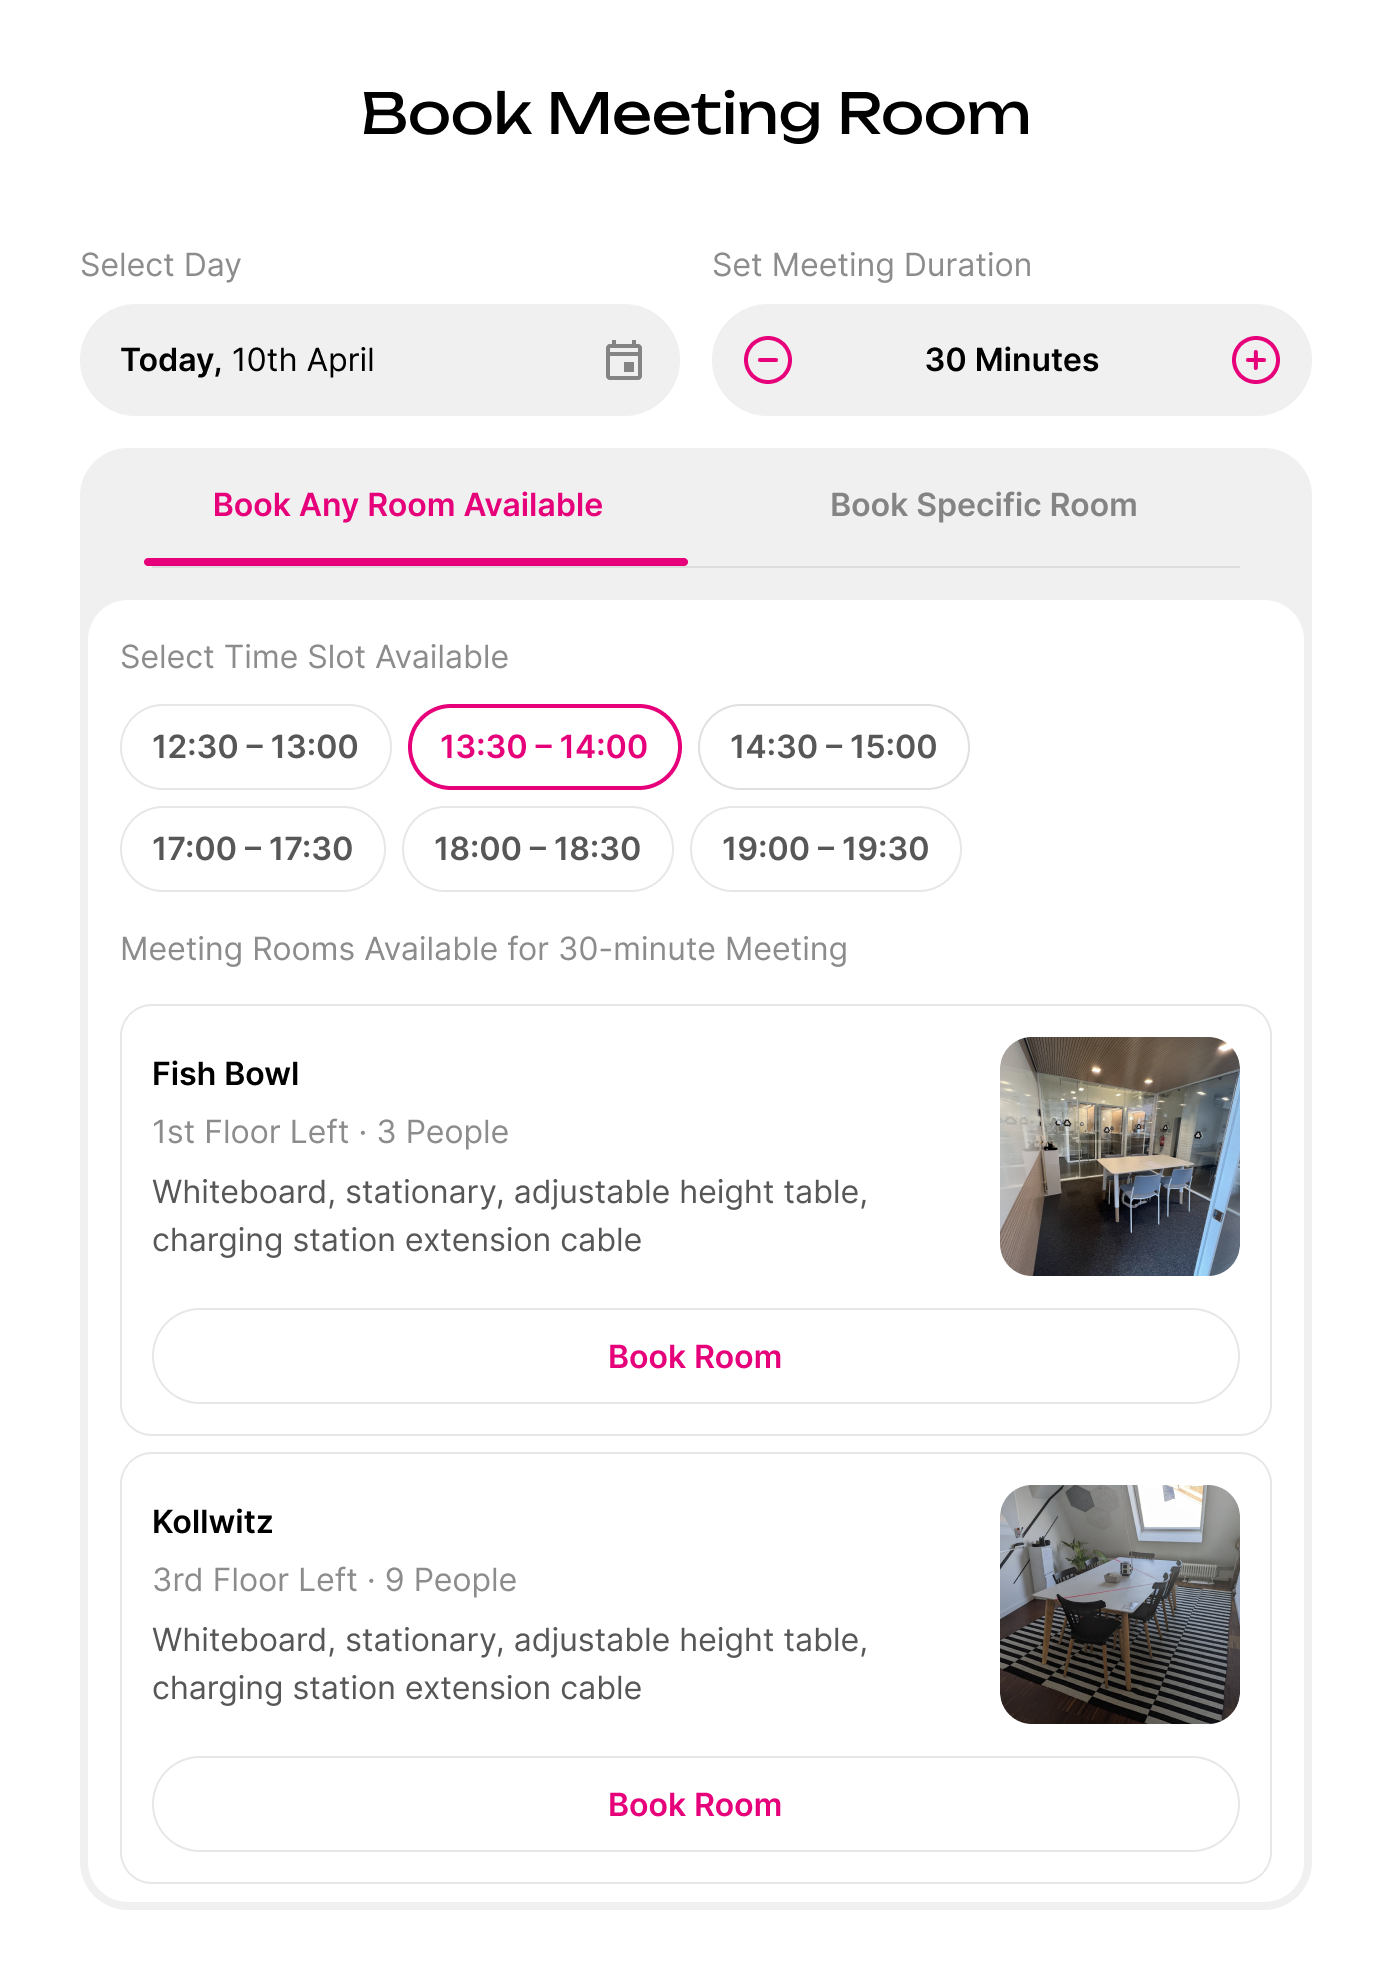 Book Meeting Room
Select Day
Set Meeting Duration
Today, 10th April
30 Minutes
Book Any Room Available
Book Specific Room
Select Time Slot Available
12:30 – 13:00
13:30 – 14:00
14:30 – 15:00
17:00 – 17:30
18:00 – 18:30
19:00 – 19:30
Meeting Rooms Available for 30-minute Meeting
Fish Bowl
1st Floor Left · 3 People
Whiteboard, stationary, adjustable height table,
charging station extension cable
Book Room
Kollwitz
3rd Floor Left · 9 People
Whiteboard, stationary, adjustable height table,
charging station extension cable
Book Room